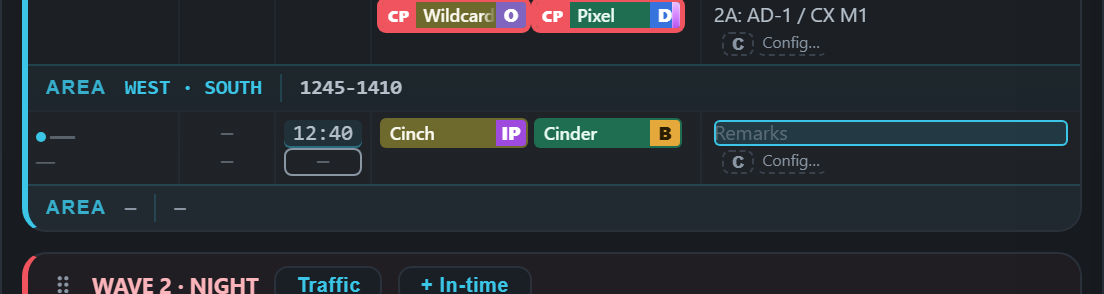 CP Wildcard O CP Pixel D 2A: AD-1 / CX M1
C Config...
AREA WEST · SOUTH 1245-1410
— — 12:40 Cinch IP Cinder B Remarks
— — — C Config...
AREA — —
WAVE 2 · NIGHT Traffic + In-time